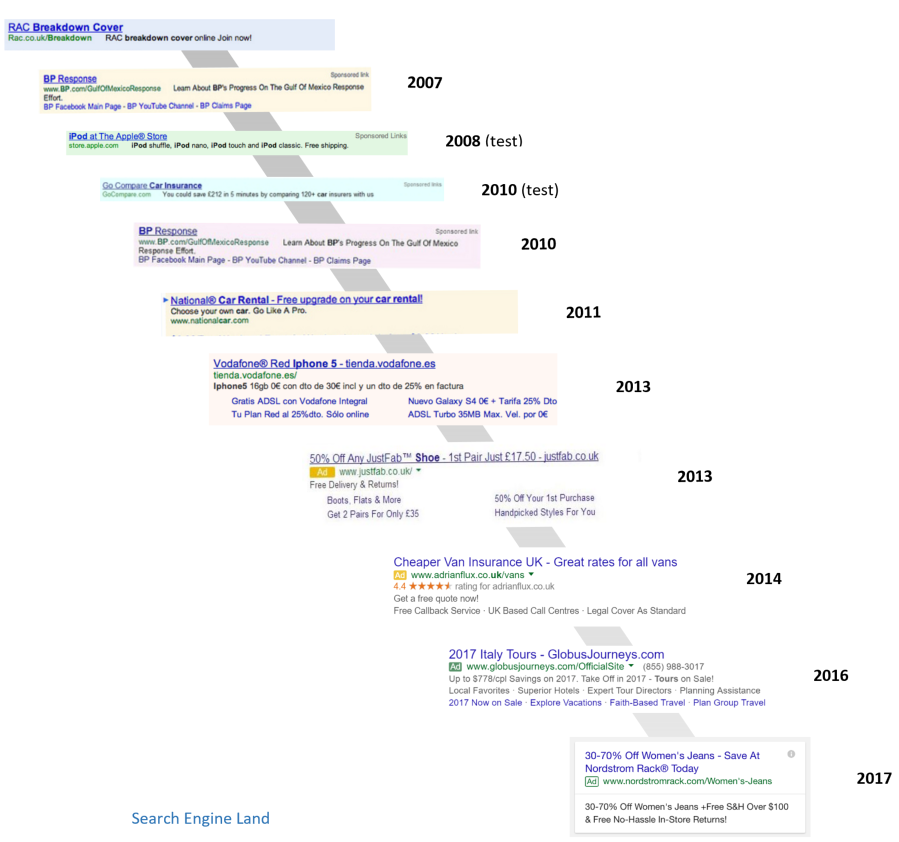 RAC Breakdown Cover
Rac.co.uk/Breakdown RAC breakdown cover online Join now!
BP Response Sponsored link
www.BP.com/GulfOfMexicoResponse Learn About BP's Progress On The Gulf Of Mexico Response
Effort.
BP Facebook Main Page - BP YouTube Channel - BP Claims Page
2007
iPod at The Apple® Store Sponsored Links
store.apple.com iPod shuffle, iPod nano, iPod touch and iPod classic. Free shipping.
2008 (test)
Go Compare Car Insurance Sponsored links
GoCompare.com You could save £212 in 5 minutes by comparing 120+ car insurers with us
2010 (test)
BP Response Sponsored link
www.BP.com/GulfOfMexicoResponse Learn About BP's Progress On The Gulf Of Mexico
Response Effort.
BP Facebook Main Page - BP YouTube Channel - BP Claims Page
2010
National® Car Rental - Free upgrade on your car rental!
Choose your own car. Go Like A Pro.
www.nationalcar.com
2011
Vodafone® Red Iphone 5 - tienda.vodafone.es
tienda.vodafone.es/
Iphone5 16gb 0€ con dto de 30€ incl y un dto de 25% en factura
Gratis ADSL con Vodafone Integral Nuevo Galaxy S4 0€ + Tarifa 25% Dto
Tu Plan Red al 25%dto. Sólo online ADSL Turbo 35MB Max. Vel. por 0€
2013
50% Off Any JustFab™ Shoe - 1st Pair Just £17.50 - justfab.co.uk
Ad www.justfab.co.uk/
Free Delivery & Returns!
Boots, Flats & More 50% Off Your 1st Purchase
Get 2 Pairs For Only £35 Handpicked Styles For You
2013
Cheaper Van Insurance UK - Great rates for all vans
Ad www.adrianflux.co.uk/vans
4.4 ★★★★★ rating for adrianflux.co.uk
Get a free quote now!
Free Callback Service · UK Based Call Centres · Legal Cover As Standard
2014
2017 Italy Tours - GlobusJourneys.com
Ad www.globusjourneys.com/OfficialSite (855) 988-3017
Up to $778/cpl Savings on 2017. Take Off in 2017 - Tours on Sale!
Local Favorites · Superior Hotels · Expert Tour Directors · Planning Assistance
2017 Now on Sale · Explore Vacations · Faith-Based Travel · Plan Group Travel
2016
30-70% Off Women's Jeans - Save At
Nordstrom Rack® Today
Ad www.nordstromrack.com/Women's-Jeans
30-70% Off Women's Jeans +Free S&H Over $100
& Free No-Hassle In-Store Returns!
2017
Search Engine Land